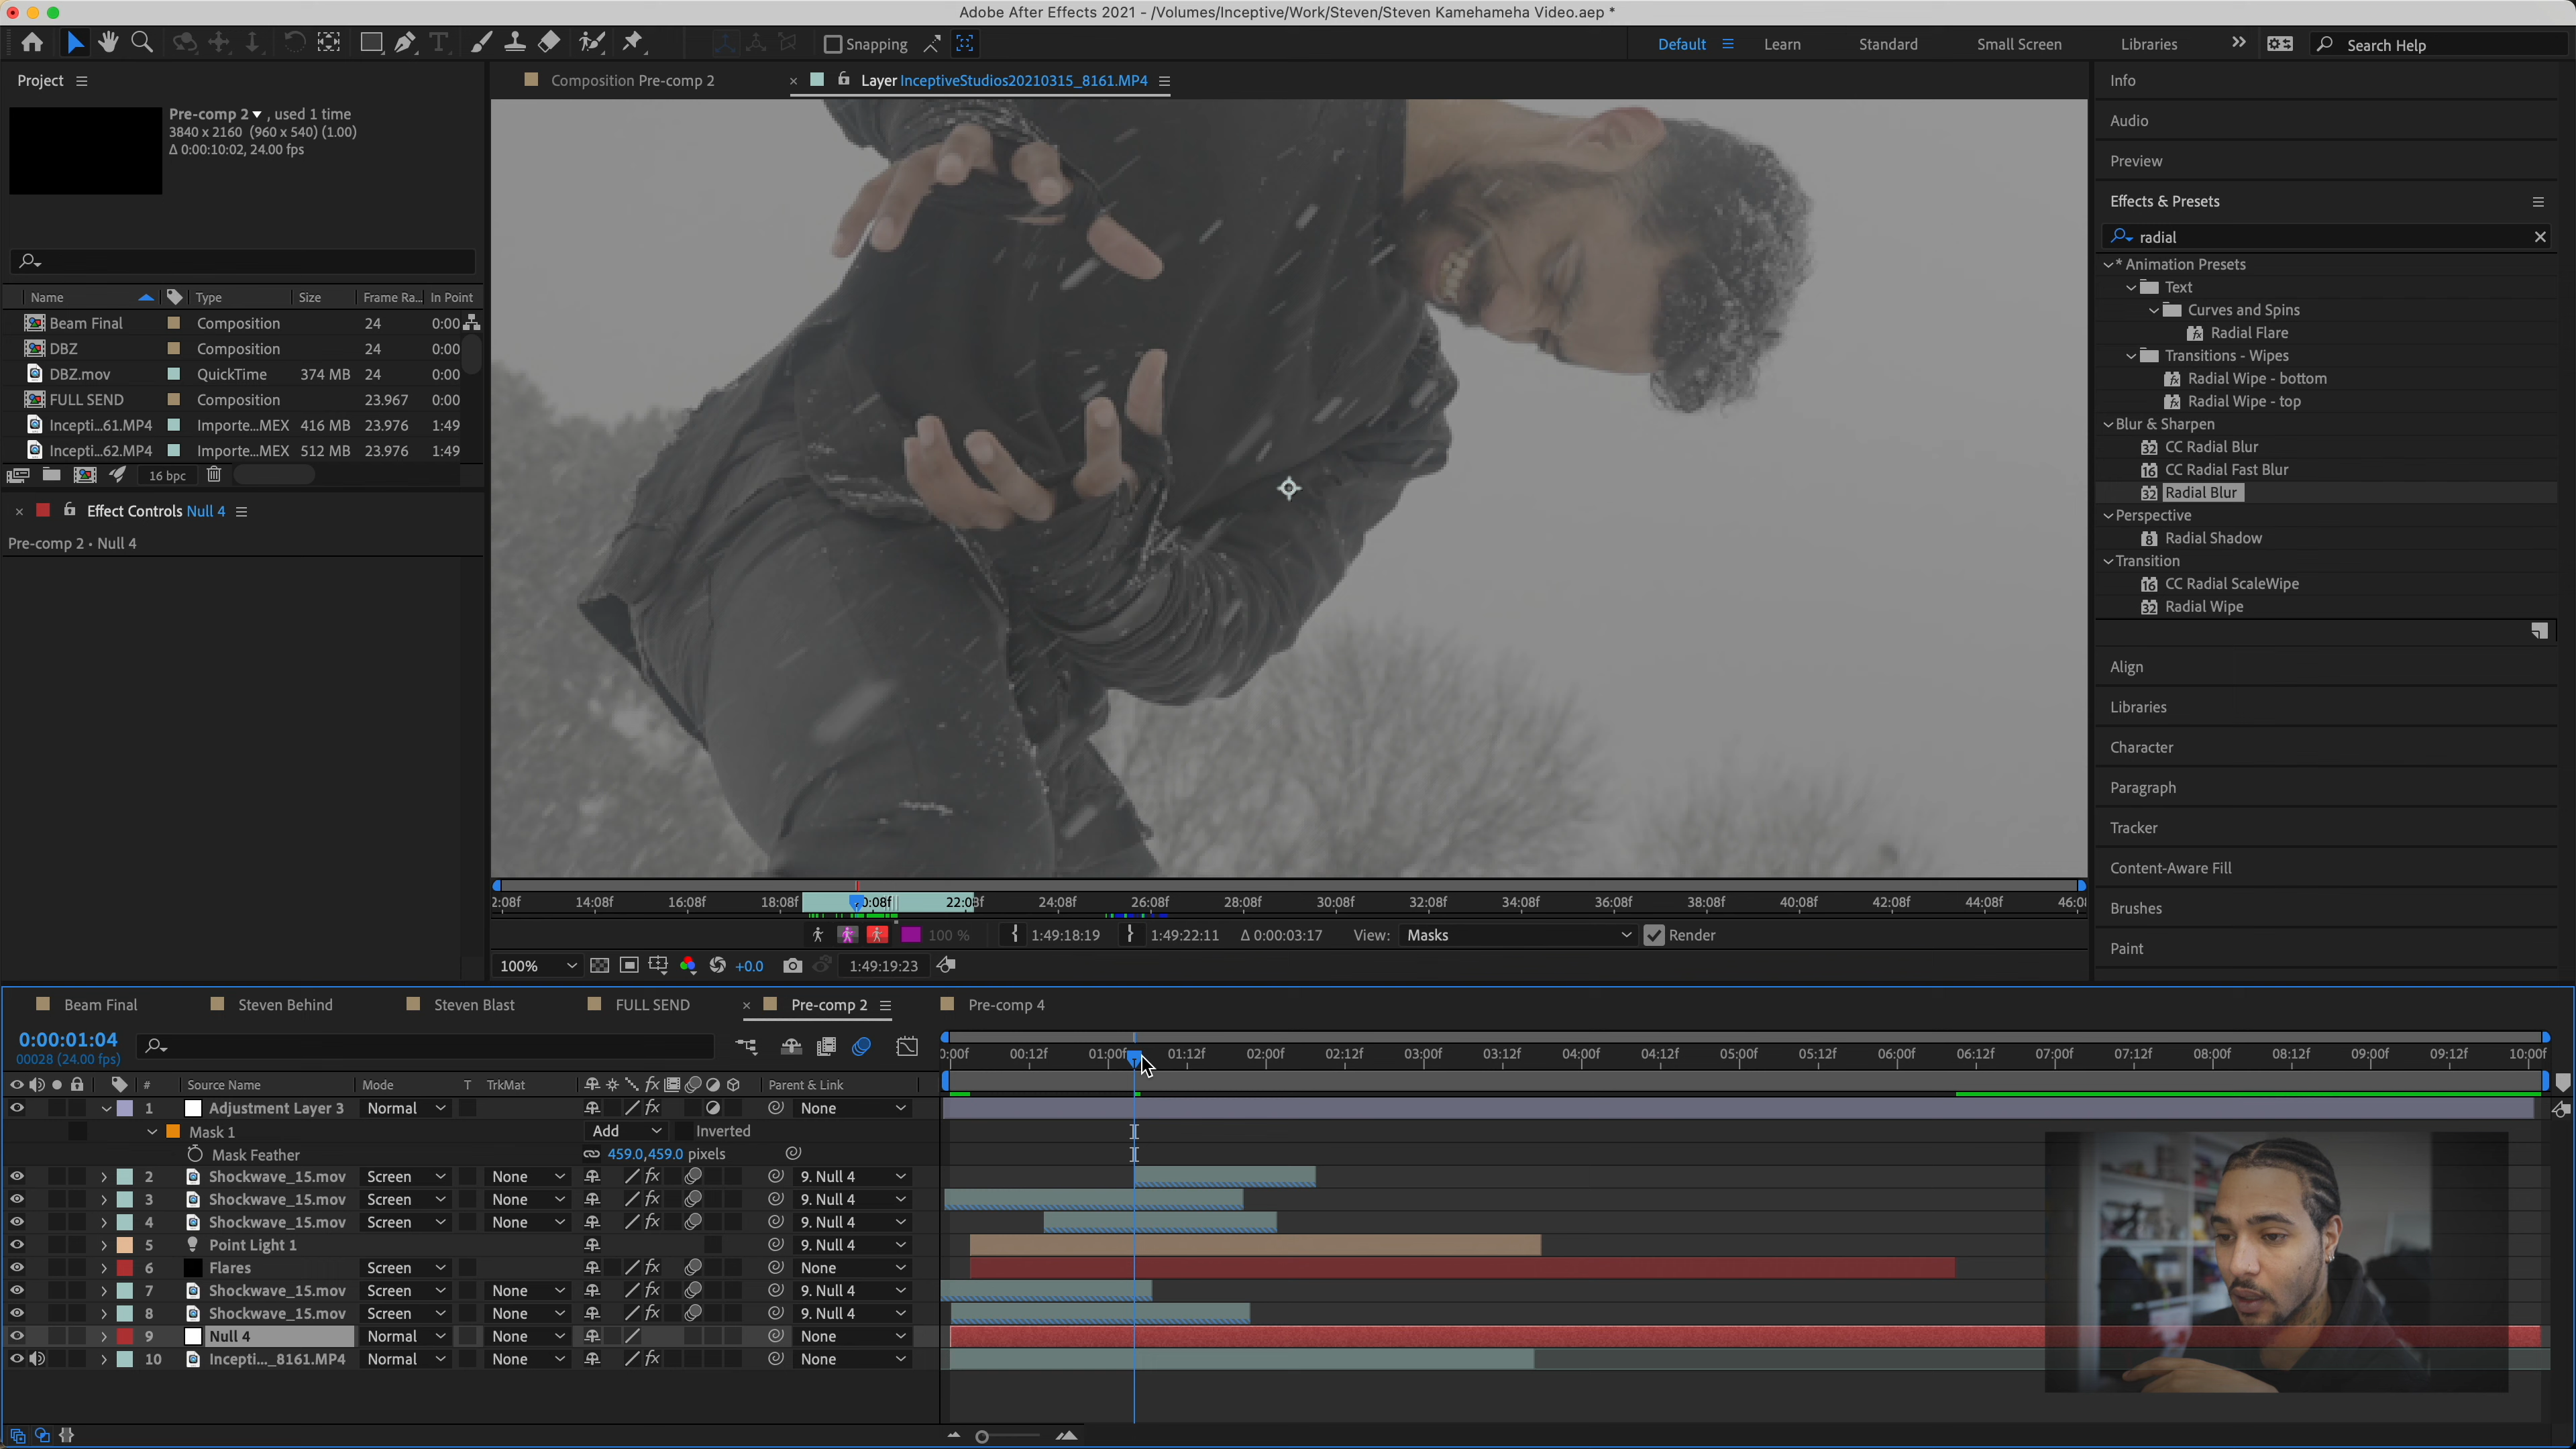 Adobe After Effects 2021 - /Volumes/Inceptive/Work/Steven/Steven Kamehameha Video.aep *
Snapping
Default
Learn
Standard
Small Screen
Libraries
Search Help
Project
Pre-comp 2 , used 1 time
3840 x 2160 (960 x 540) (1.00)
Δ 0:00:10:02, 24.00 fps
Name Type Size Frame Ra... In Point
Beam Final Composition 24 0:00
DBZ Composition 24 0:00
DBZ.mov QuickTime 374 MB 24 0:00
FULL SEND Composition 23.967 0:00
Incepti...61.MP4 Importe...MEX 416 MB 23.976 1:49
Incepti...62.MP4 Importe...MEX 512 MB 23.976 1:49
16 bpc
Effect Controls Null 4
Pre-comp 2 • Null 4
Composition Pre-comp 2
Layer InceptiveStudios20210315_8161.MP4
2:08f 14:08f 16:08f 18:08f 0:08f 22:08f 24:08f 26:08f 28:08f 30:08f 32:08f 34:08f 36:08f 38:08f 40:08f 42:08f 44:08f 46:0
100 % 1:49:18:19 1:49:22:11 Δ 0:00:03:17 View: Masks Render
100% +0.0 1:49:19:23
Info
Audio
Preview
Effects & Presets
radial
* Animation Presets
Text
Curves and Spins
Radial Flare
Transitions - Wipes
Radial Wipe - bottom
Radial Wipe - top
Blur & Sharpen
32 CC Radial Blur
16 CC Radial Fast Blur
32 Radial Blur
Perspective
8 Radial Shadow
Transition
16 CC Radial ScaleWipe
32 Radial Wipe
Align
Libraries
Character
Paragraph
Tracker
Content-Aware Fill
Brushes
Paint
Beam Final Steven Behind Steven Blast FULL SEND Pre-comp 2 Pre-comp 4
0:00:01:04
00028 (24.00 fps)
0:00f 00:12f 01:00f 01:12f 02:00f 02:12f 03:00f 03:12f 04:00f 04:12f 05:00f 05:12f 06:00f 06:12f 07:00f 07:12f 08:00f 08:12f 09:00f 09:12f 10:00f
# Source Name Mode T TrkMat fx Parent & Link
1 Adjustment Layer 3 Normal fx None
Mask 1 Add Inverted
Mask Feather 459.0,459.0 pixels
2 Shockwave_15.mov Screen None fx 9. Null 4
3 Shockwave_15.mov Screen None fx 9. Null 4
4 Shockwave_15.mov Screen None fx 9. Null 4
5 Point Light 1 9. Null 4
6 Flares Screen fx None
7 Shockwave_15.mov Screen None fx 9. Null 4
8 Shockwave_15.mov Screen None fx 9. Null 4
9 Null 4 Normal None None
10 Incepti..._8161.MP4 Normal None fx None